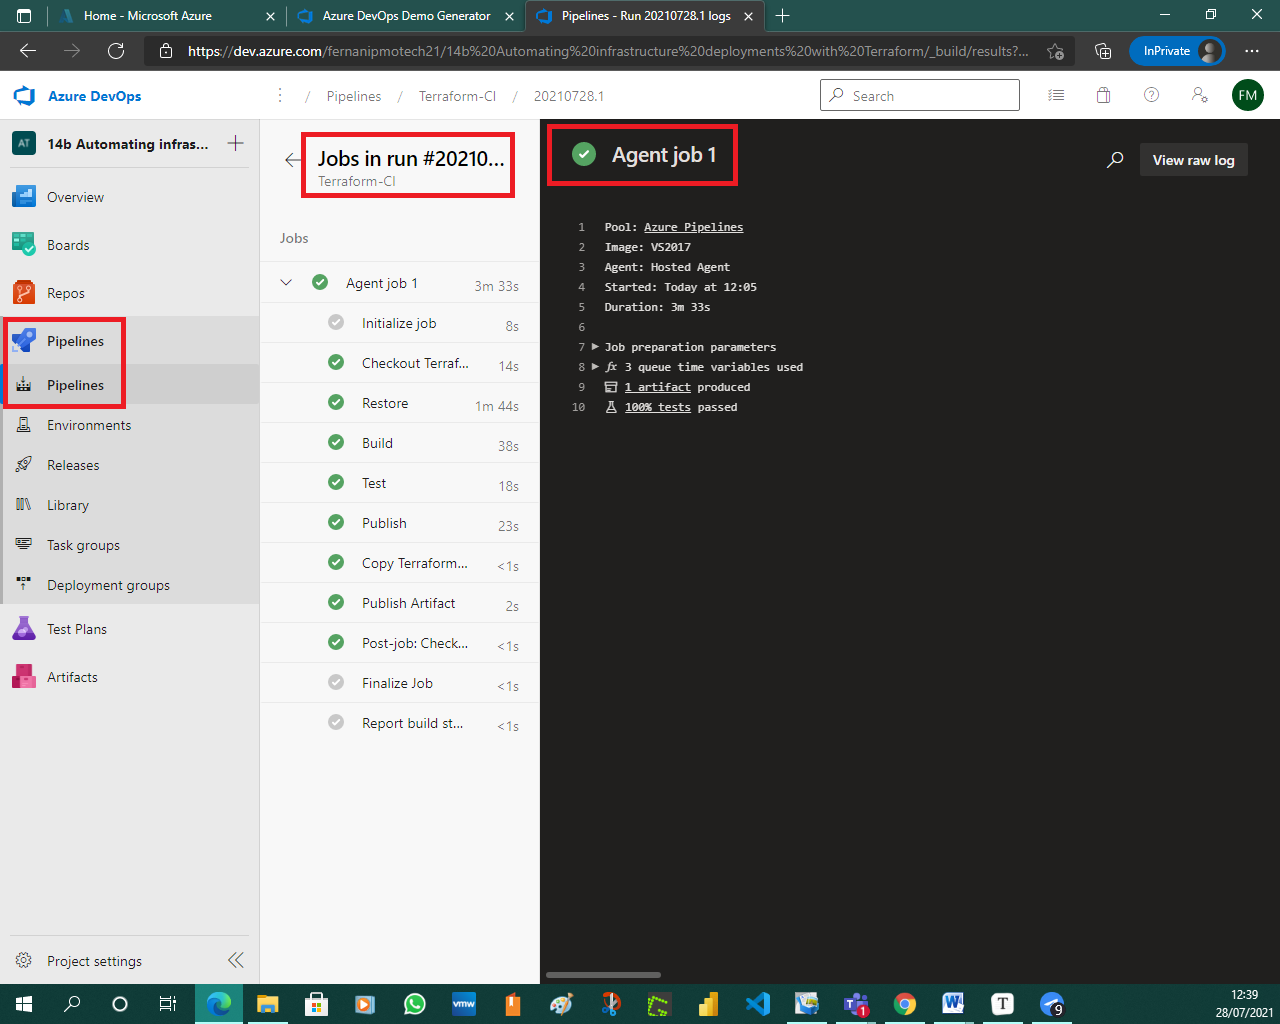 Home - Microsoft Azure
Azure DevOps Demo Generator
Pipelines - Run 20210728.1 logs
https://dev.azure.com/fernanipmotech21/14b%20Automating%20infrastructure%20deployments%20with%20Terraform/_build/results?...
InPrivate
Azure DevOps
/ Pipelines / Terraform-CI / 20210728.1
Search
FM
AT
14b Automating infras...
Overview
Boards
Repos
Pipelines
Pipelines
Environments
Releases
Library
Task groups
Deployment groups
Test Plans
Artifacts
Project settings
Jobs in run #20210...
Terraform-CI
Jobs
Agent job 1 3m 33s
Initialize job 8s
Checkout Terraf... 14s
Restore 1m 44s
Build 38s
Test 18s
Publish 23s
Copy Terraform... <1s
Publish Artifact 2s
Post-job: Check... <1s
Finalize Job <1s
Report build st... <1s
Agent job 1
View raw log
1 Pool: Azure Pipelines
2 Image: VS2017
3 Agent: Hosted Agent
4 Started: Today at 12:05
5 Duration: 3m 33s
6
7 Job preparation parameters
8 fx 3 queue time variables used
9 1 artifact produced
10 100% tests passed
vmw
1
W
T
9
12:39
28/07/2021